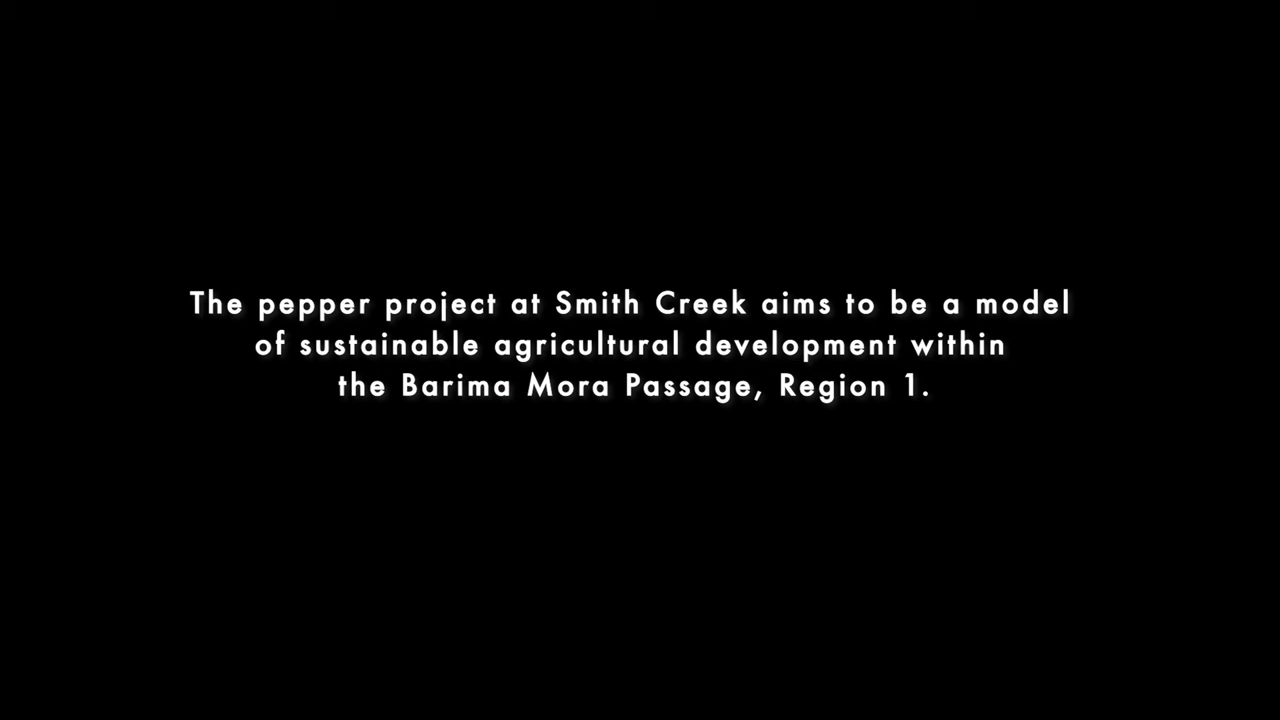 The pepper project at Smith Creek aims to be a model
of sustainable agricultural development within
the Barima Mora Passage, Region 1.